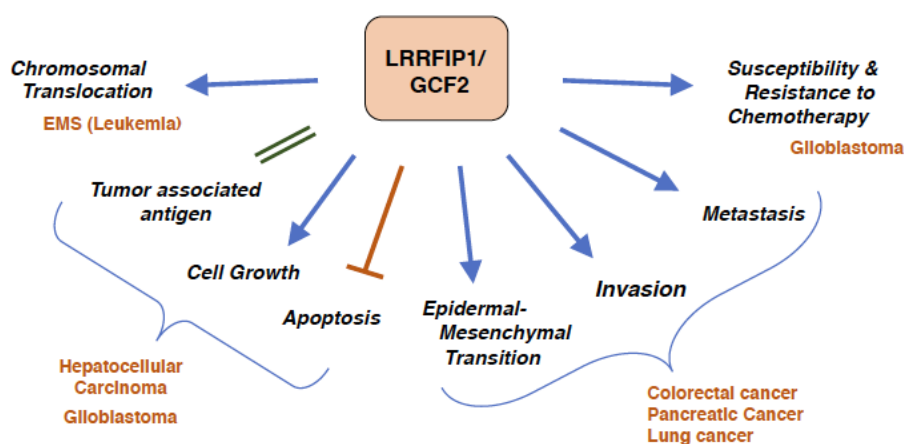 LRRFIP1/
GCF2
Chromosomal
Translocation
EMS (Leukemia)
Susceptibility &
Resistance to
Chemotherapy
Glioblastoma
Tumor associated
antigen
Metastasis
Cell Growth
Invasion
Apoptosis
Epidermal-
Mesenchymal
Transition
Hepatocellular
Carcinoma
Glioblastoma
Colorectal cancer
Pancreatic Cancer
Lung cancer